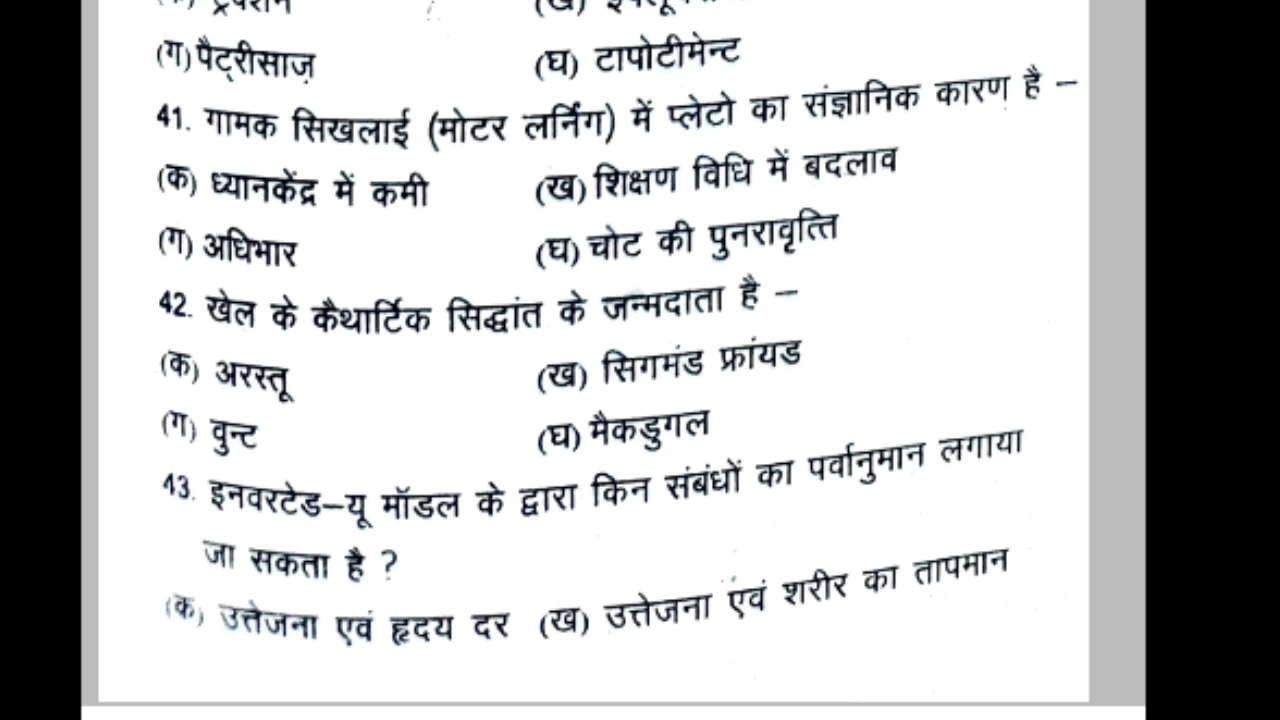 (ग) पैट्रीसाज़ (घ) टापोटीमेन्ट
41. गामक सिखलाई (मोटर लर्निंग) में प्लेटो का संज्ञानिक कारण है –
(क) ध्यानकेंद्र में कमी (ख) शिक्षण विधि में बदलाव
(ग) अधिभार (घ) चोट की पुनरावृत्ति
42. खेल के कैथार्टिक सिद्धांत के जन्मदाता है –
(क) अरस्तू (ख) सिगमंड फ्रांयड
(ग) वुन्ट (घ) मैकडुगल
43. इनवरटेड–यू मॉडल के द्वारा किन संबंधों का पर्वानुमान लगाया
जा सकता है ?
(क) उत्तेजना एवं हृदय दर (ख) उत्तेजना एवं शरीर का तापमान